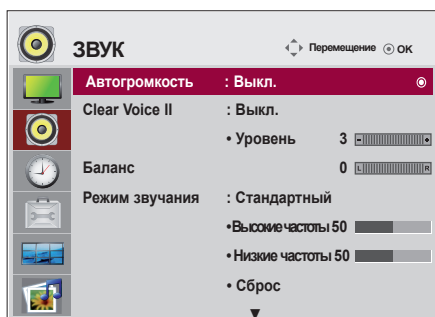 ЗВУК Перемещение ОК
Автогромкость : Выкл.
Clear Voice II : Выкл.
• Уровень 3 - +
Баланс 0 L R
Режим звучания : Стандартный
•Высокие частоты 50
•Низкие частоты 50
• Сброс
▼